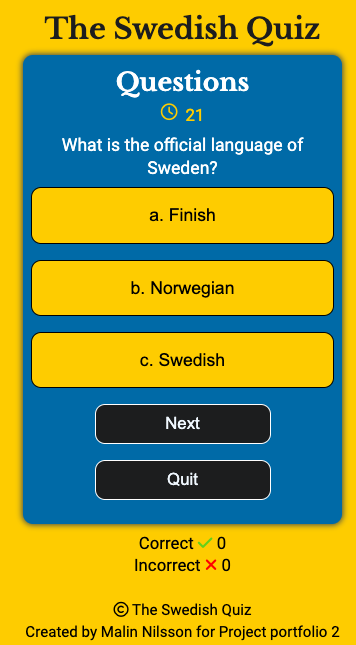 The Swedish Quiz
Questions
21
What is the official language of
Sweden?
a. Finish
b. Norwegian
c. Swedish
Next
Quit
Correct ✓ 0
Incorrect ✕ 0
© The Swedish Quiz
Created by Malin Nilsson for Project portfolio 2